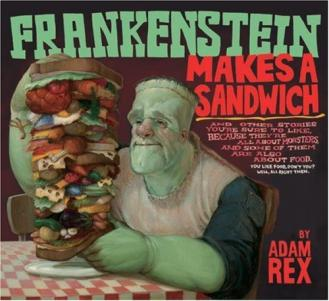 FRANKENSTEIN
MAKES A
SANDWICH
AND OTHER STORIES
YOU'RE SURE TO LIKE,
BECAUSE THEY'RE
ALL ABOUT MONSTERS,
AND SOME OF THEM
ARE ALSO
ABOUT FOOD.
YOU LIKE FOOD, DON'T YOU?
WELL, ALL RIGHT THEN.
BY
ADAM
REX